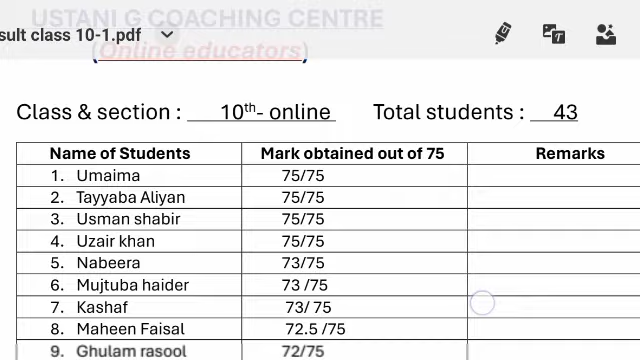 USTANI G COACHING CENTRE
sult class 10-1.pdf
(Online educators)
Class & section : 10th- online Total students : 43
Name of Students Mark obtained out of 75 Remarks
1. Umaima 75/75
2. Tayyaba Aliyan 75/75
3. Usman shabir 75/75
4. Uzair khan 75/75
5. Nabeera 73/75
6. Mujtuba haider 73 /75
7. Kashaf 73/ 75
8. Maheen Faisal 72.5 /75
9. Ghulam rasool 72/75